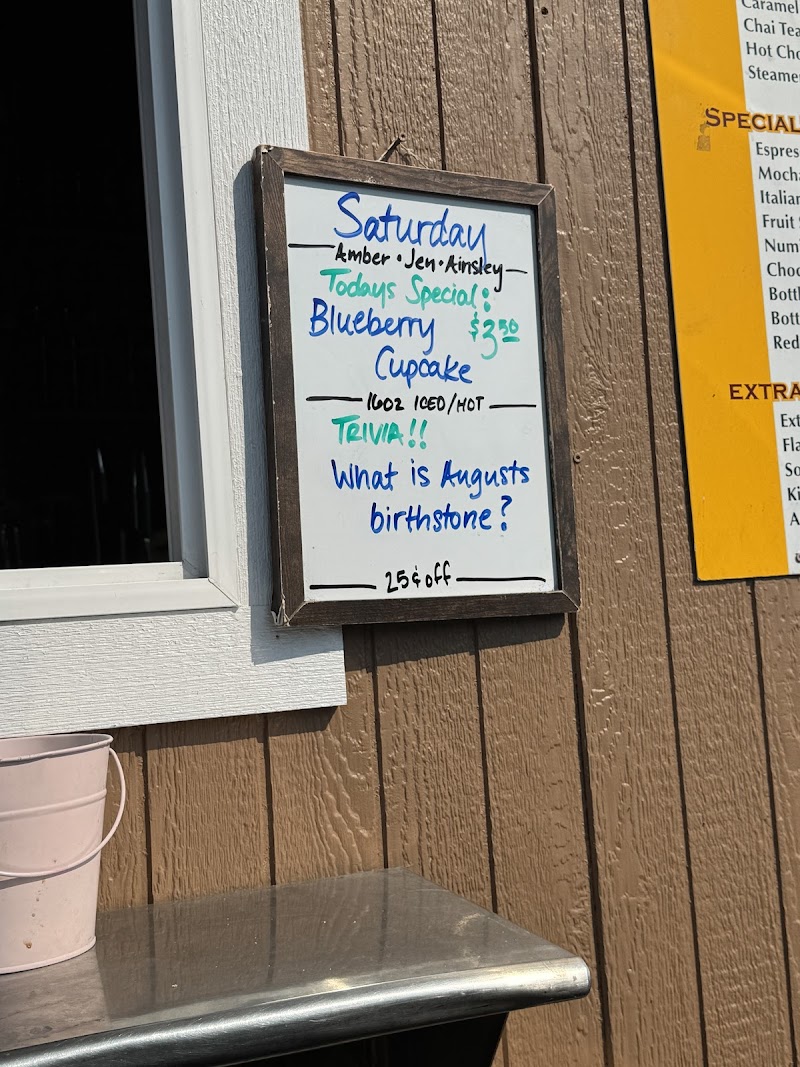 Saturday
Amber • Jen • Ainsley
Todays Special:
Blueberry $3.50
Cupcake
16oz ICED/HOT
TRIVIA!!
What is Augusts
birthstone?
25¢ off
Caramel
Chai Tea
Hot Cho
Steame
SPECIAL
Espres
Mocha
Italian
Fruit
Num
Choc
Bottl
Bott
Red
EXTRA
Ext
Fla
So
Ki
A